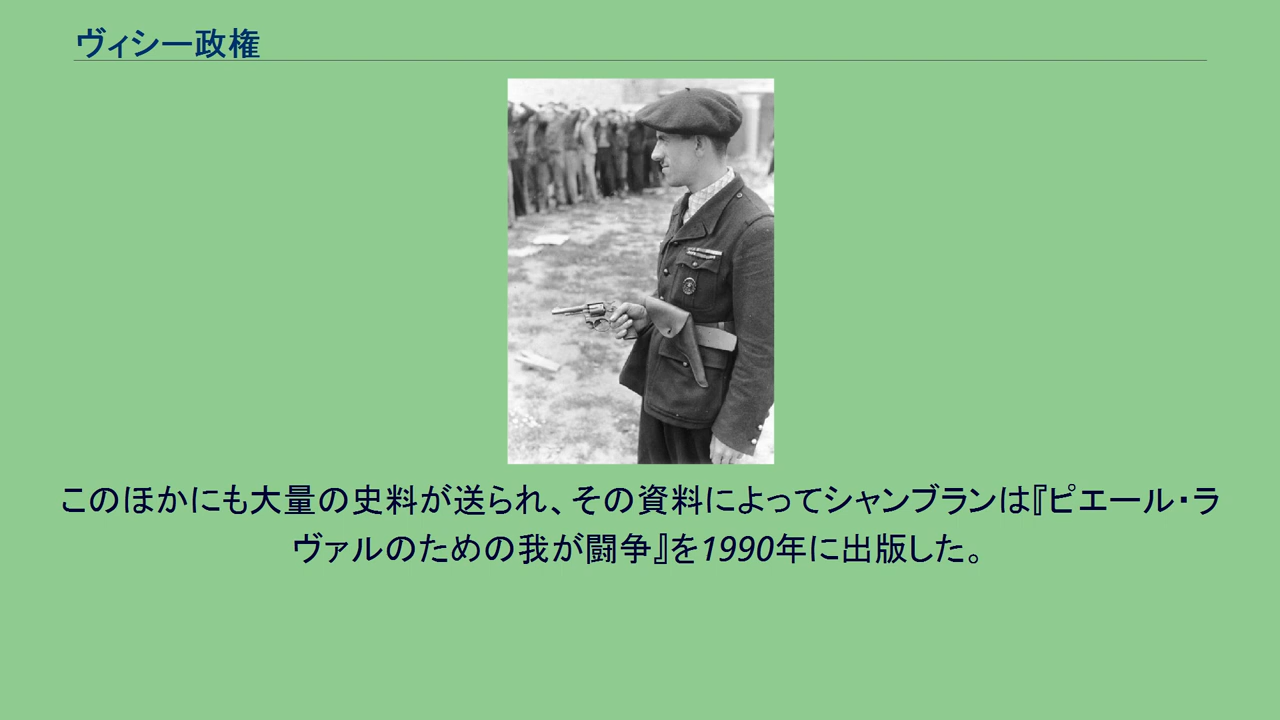 ヴィシー政権
このほかにも大量の史料が送られ、その資料によってシャンブランは『ピエール・ラ
ヴァルのための我が闘争』を1990年に出版した。